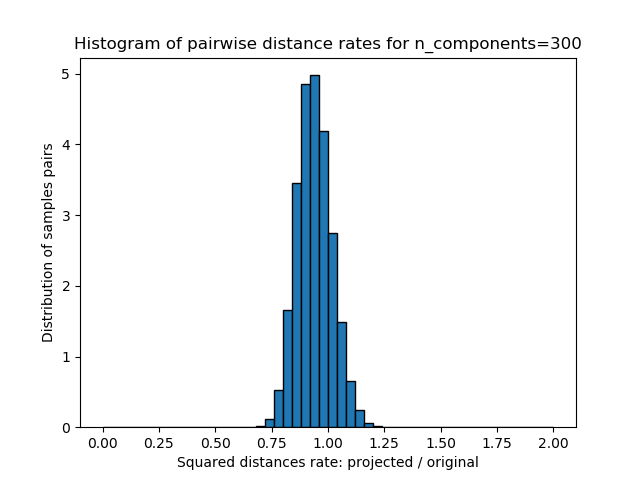 Histogram of pairwise distance rates for n_components=300
Distribution of samples pairs
5
4
3
2
1
0
0.00 0.25 0.50 0.75 1.00 1.25 1.50 1.75 2.00
Squared distances rate: projected / original